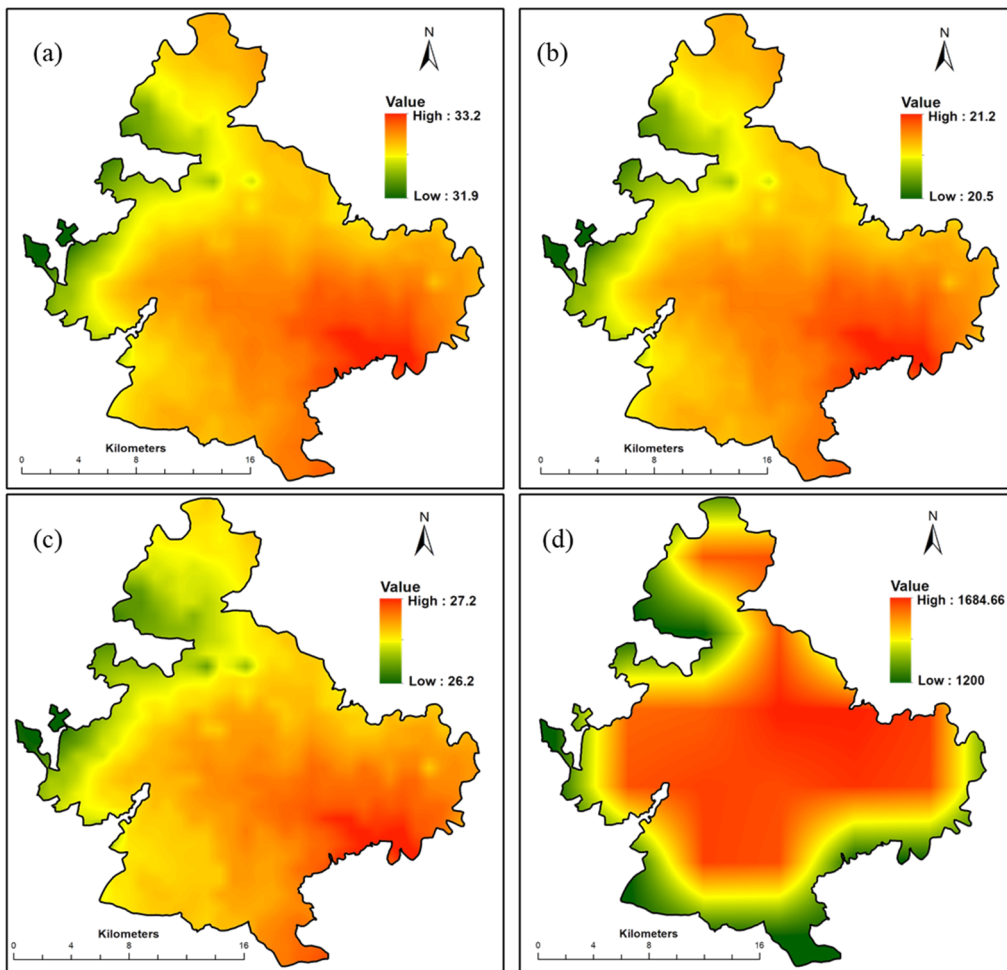 (a)
N
Value
High : 33.2
Low : 31.9
Kilometers
0 4 8 16
(b)
N
Value
High : 21.2
Low : 20.5
Kilometers
0 4 8 16
(c)
N
Value
High : 27.2
Low : 26.2
Kilometers
0 4 8 16
(d)
N
Value
High : 1684.66
Low : 1200
Kilometers
0 4 8 16